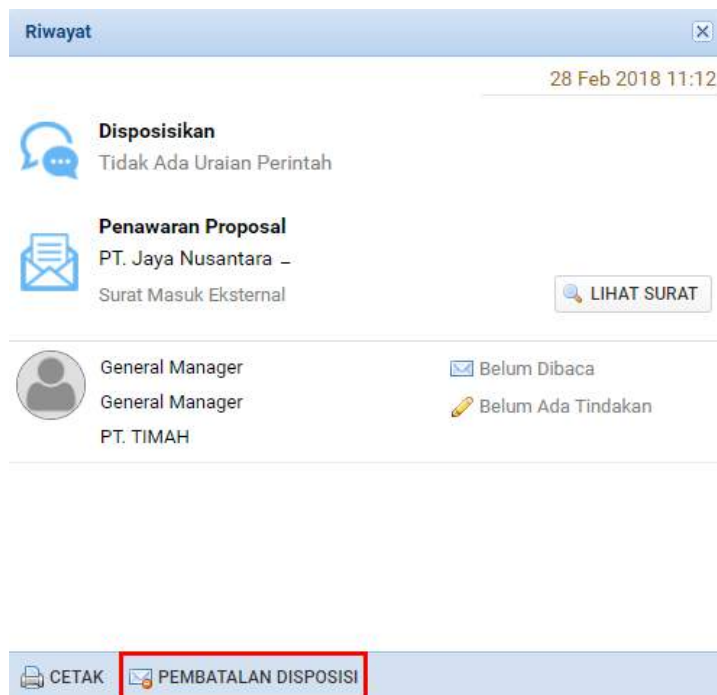 Riwayat
28 Feb 2018 11:12
Disposisikan
Tidak Ada Uraian Perintah
Penawaran Proposal
PT. Jaya Nusantara –
Surat Masuk Eksternal
LIHAT SURAT
General Manager
Belum Dibaca
General Manager
Belum Ada Tindakan
PT. TIMAH
CETAK
PEMBATALAN DISPOSISI